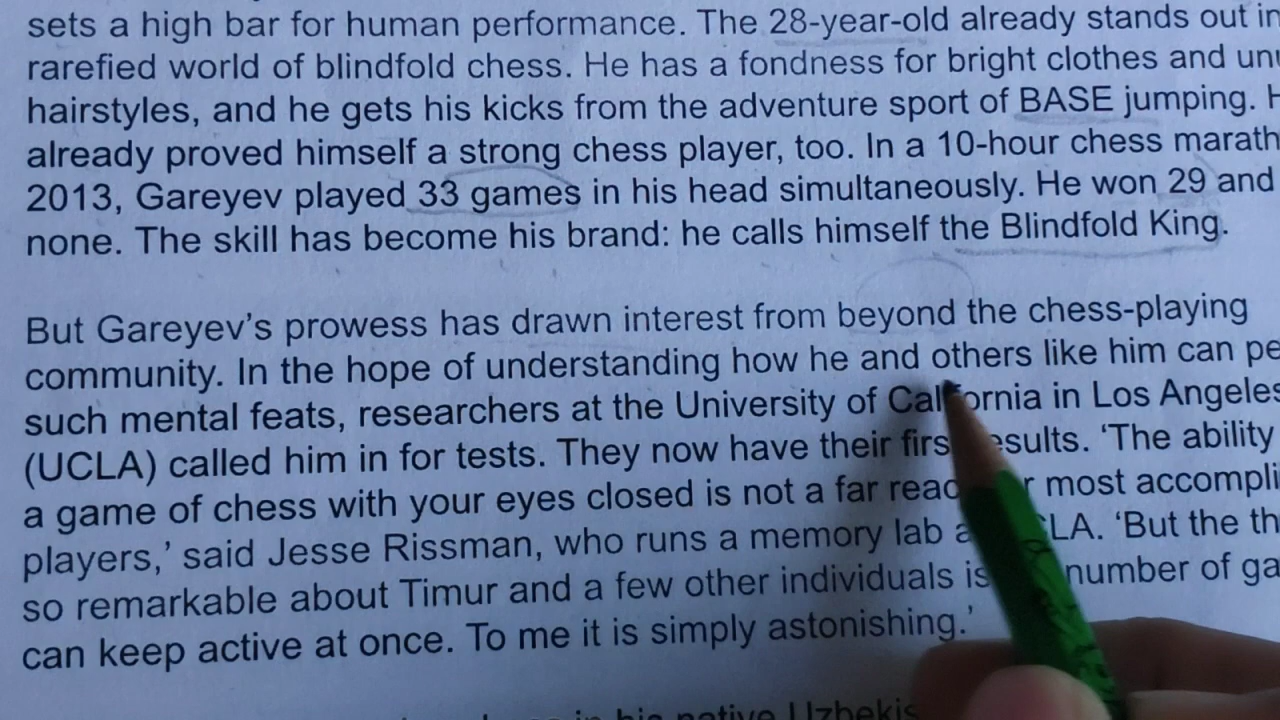 sets a high bar for human performance. The 28-year-old already stands out in
rarefied world of blindfold chess. He has a fondness for bright clothes and
hairstyles, and he gets his kicks from the adventure sport of BASE jumping.
already proved himself a strong chess player, too. In a 10-hour chess
2013, Gareyev played 33 games in his head simultaneously. He won 29 and
none. The skill has become his brand: he calls himself the Blindfold King.
But Gareyev's prowess has drawn interest from beyond the chess-playing
community. In the hope of understanding how he and others like him can
such mental feats, researchers at the University of California in Los Angeles
(UCLA) called him in for tests. They now have their first results. ‘The ability
a game of chess with your eyes closed is not a far most
players,’ said Jesse Rissman, who runs a memory lab ‘But the
so remarkable about Timur and a few other individuals is number of
can keep active at once. To me it is simply astonishing.’
in his native